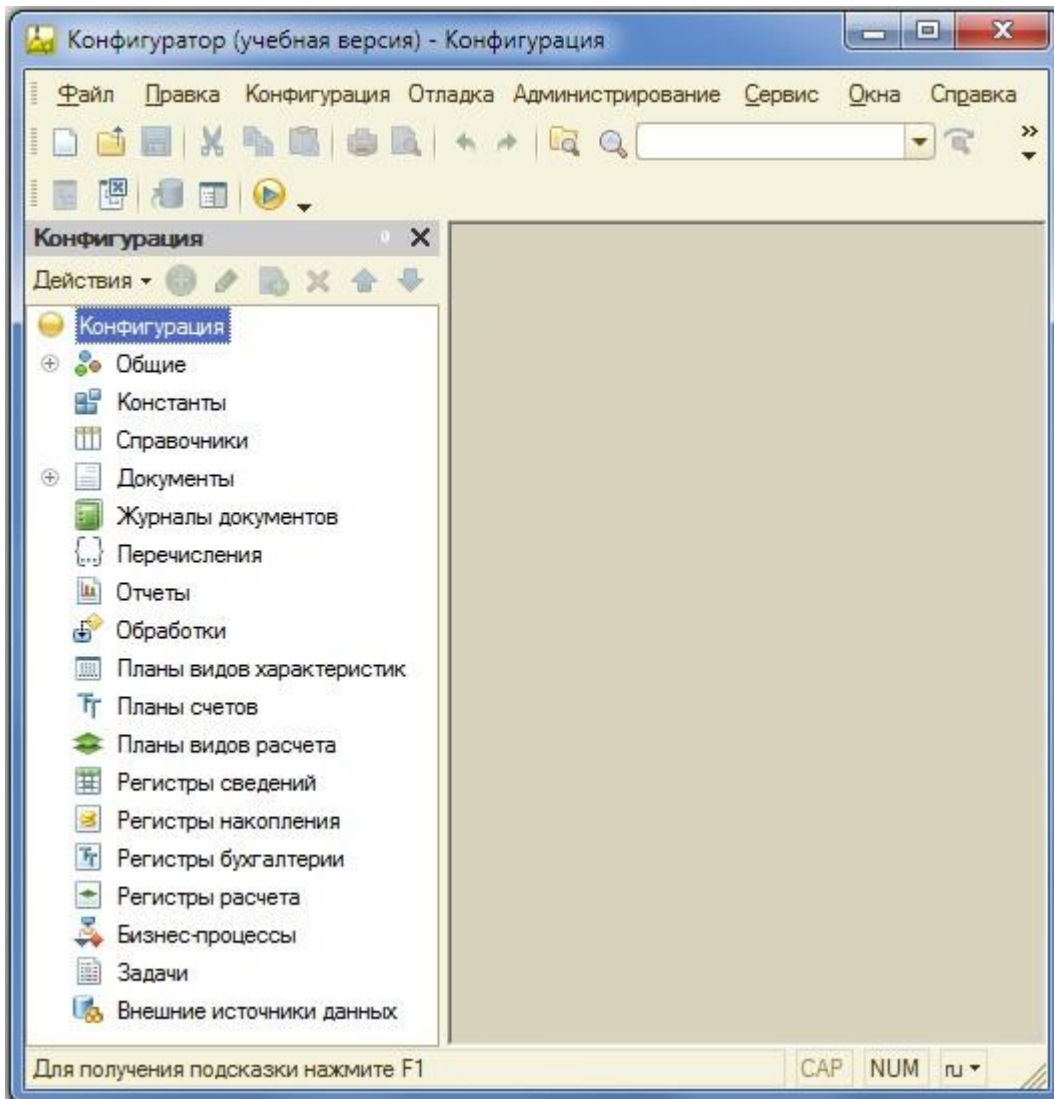 Конфигуратор (учебная версия) - Конфигурация
Файл Правка Конфигурация Отладка Администрирование Сервис Окна Справка
Конфигурация
Действия
Конфигурация
Общие
Константы
Справочники
Документы
Журналы документов
Перечисления
Отчеты
Обработки
Планы видов характеристик
Планы счетов
Планы видов расчета
Регистры сведений
Регистры накопления
Регистры бухгалтерии
Регистры расчета
Бизнес-процессы
Задачи
Внешние источники данных
Для получения подсказки нажмите F1 CAP NUM ru